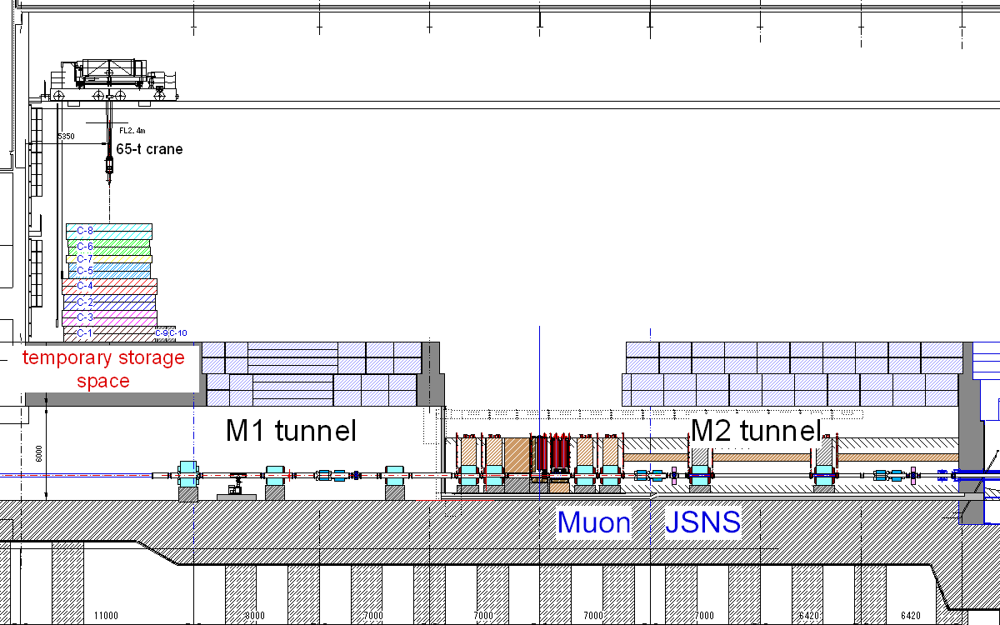 FL2.4m
5350
65-t crane
C-8
C-6
C-7
C-5
C-4
C-2
C-3
C-1
C-9
C-10
temporary storage
space
M1 tunnel
M2 tunnel
6000
Muon
JSNS
11000
8000
7000
7000
7000
7000
6420
6420